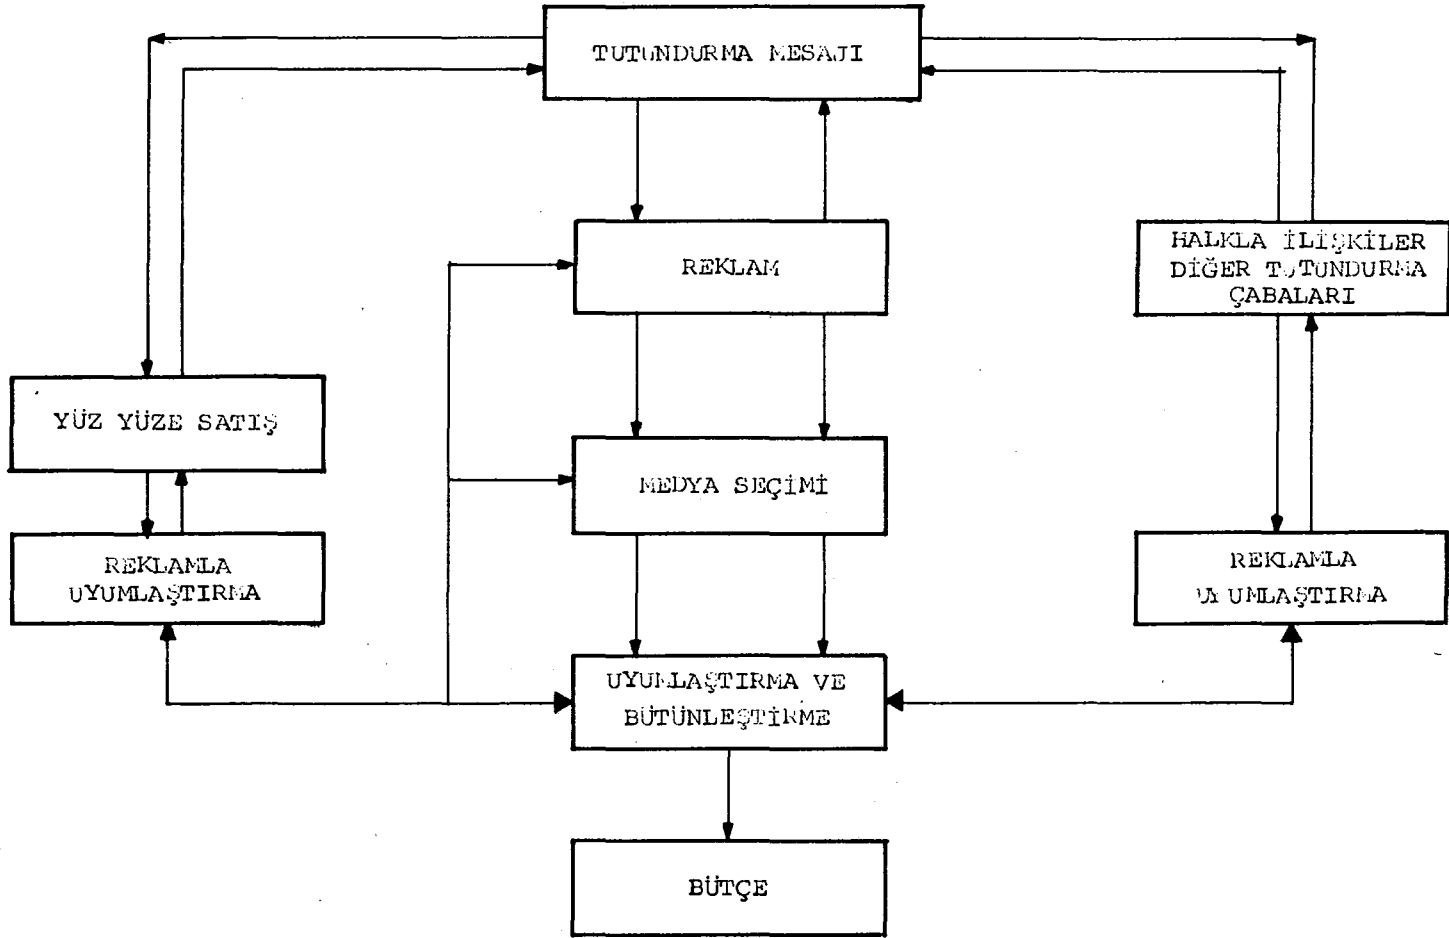 TUTUNDURMA MESAJI
REKLAM
HALKLA İLİŞKİLER
DİĞER TUTUNDURMA
ÇABALARI
YÜZ YÜZE SATIŞ
MEDYA SEÇİMİ
REKLAMLA
UYUMLAŞTIRMA
REKLAMLA
UYUMLAŞTIRMA
UYUMLAŞTIRMA VE
BÜTÜNLEŞTİRME
BÜTÇE